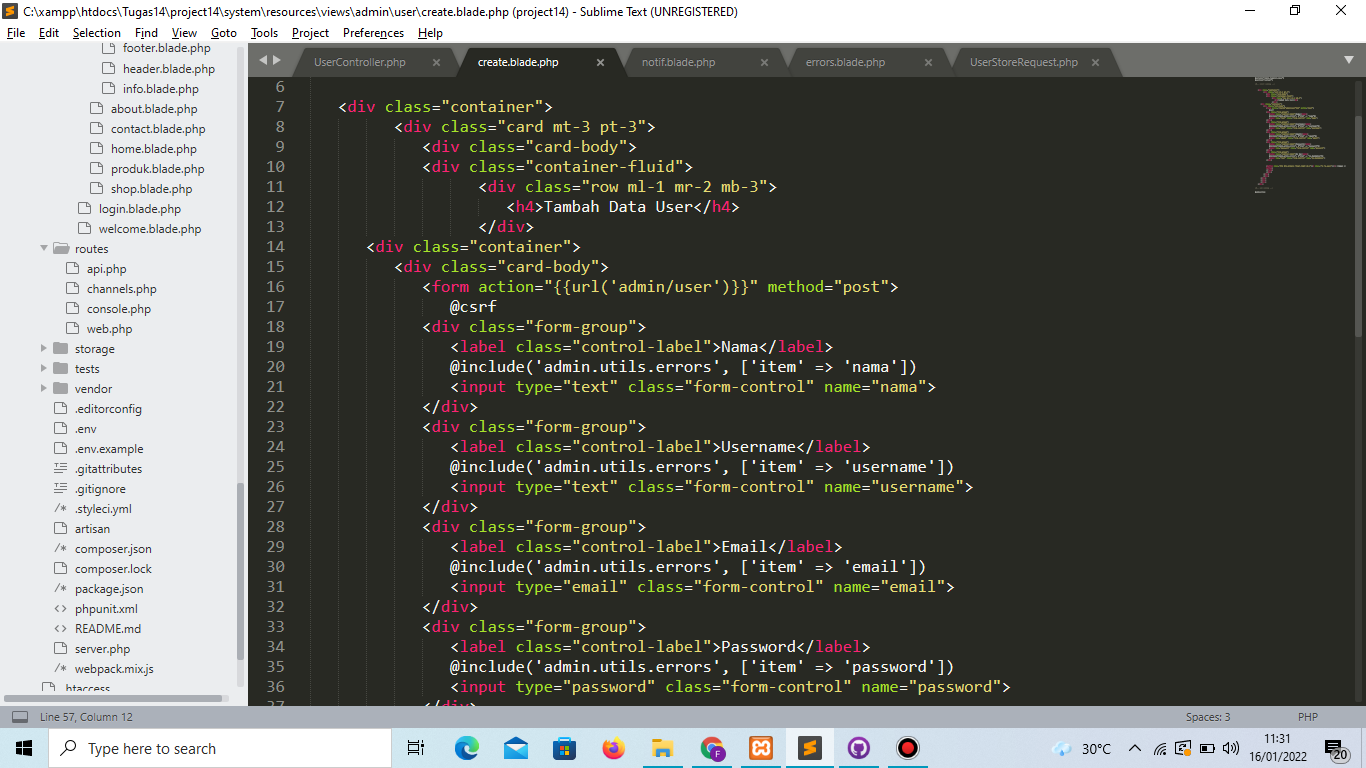 C:\xampp\htdocs\Tugas14\project14\system\resources\views\admin\user\create.blade.php (project14) - Sublime Text (UNREGISTERED)
File Edit Selection Find View Goto Tools Project Preferences Help
footer.blade.php
header.blade.php
info.blade.php
about.blade.php
contact.blade.php
home.blade.php
produk.blade.php
shop.blade.php
login.blade.php
welcome.blade.php
routes
api.php
channels.php
console.php
web.php
storage
tests
vendor
.editorconfig
.env
.env.example
.gitattributes
.gitignore
.styleci.yml
artisan
composer.json
composer.lock
package.json
phpunit.xml
README.md
server.php
webpack.mix.js
.htaccess
UserController.php × create.blade.php × notif.blade.php × errors.blade.php × UserStoreRequest.php ×
6
7 <div class="container">
8 <div class="card mt-3 pt-3">
9 <div class="card-body">
10 <div class="container-fluid">
11 <div class="row ml-1 mr-2 mb-3">
12 <h4>Tambah Data User</h4>
13 </div>
14 <div class="container">
15 <div class="card-body">
16 <form action="{{url('admin/user')}}" method="post">
17 @csrf
18 <div class="form-group">
19 <label class="control-label">Nama</label>
20 @include('admin.utils.errors', ['item' => 'nama'])
21 <input type="text" class="form-control" name="nama">
22 </div>
23 <div class="form-group">
24 <label class="control-label">Username</label>
25 @include('admin.utils.errors', ['item' => 'username'])
26 <input type="text" class="form-control" name="username">
27 </div>
28 <div class="form-group">
29 <label class="control-label">Email</label>
30 @include('admin.utils.errors', ['item' => 'email'])
31 <input type="email" class="form-control" name="email">
32 </div>
33 <div class="form-group">
34 <label class="control-label">Password</label>
35 @include('admin.utils.errors', ['item' => 'password'])
36 <input type="password" class="form-control" name="password">
37 </div>
Line 57, Column 12
Spaces: 3 PHP
Type here to search
F
30°C
11:31
16/01/2022
20